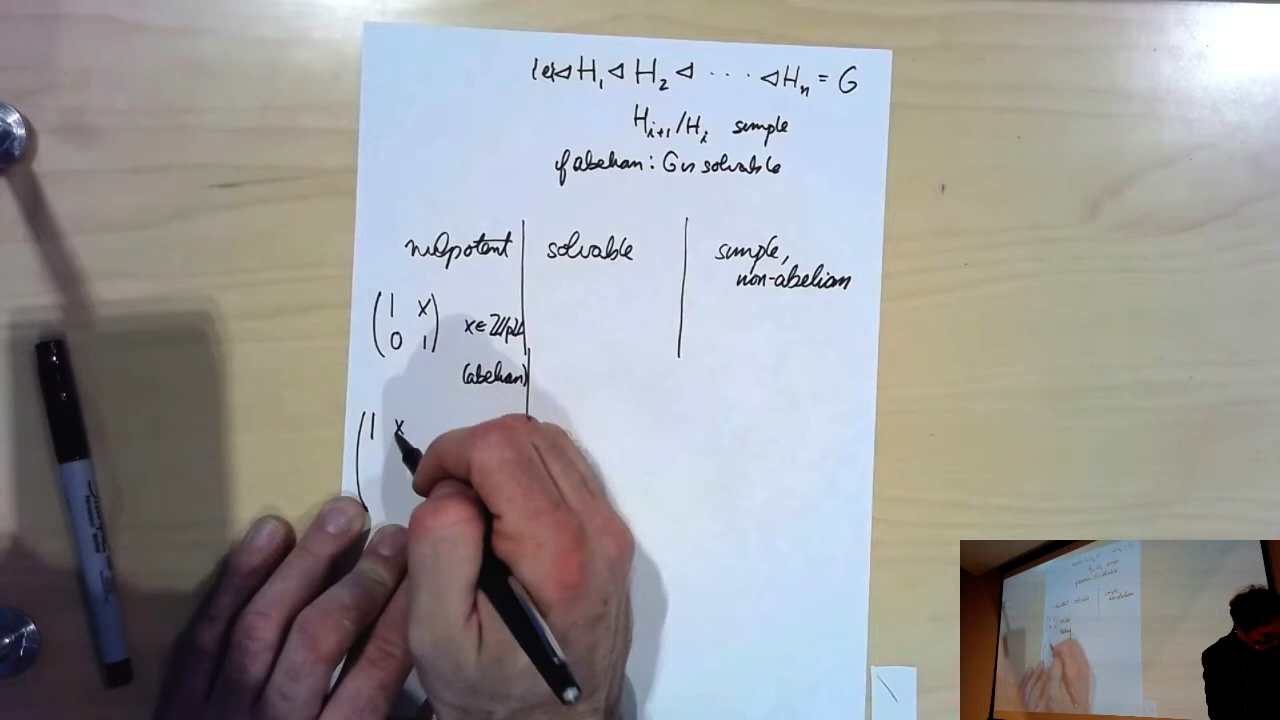 {e}⊲ H₁ ⊲ H₂ ⊲ ⋯ ⊲ Hₙ = G
Hᵢ₊₁/Hᵢ simple
if abelian: G is solvable
nilpotent | solvable | simple,
non-abelian
( 1 x
0 1 ) x∈ℤ/pℤ
(abelian)
( 1 x